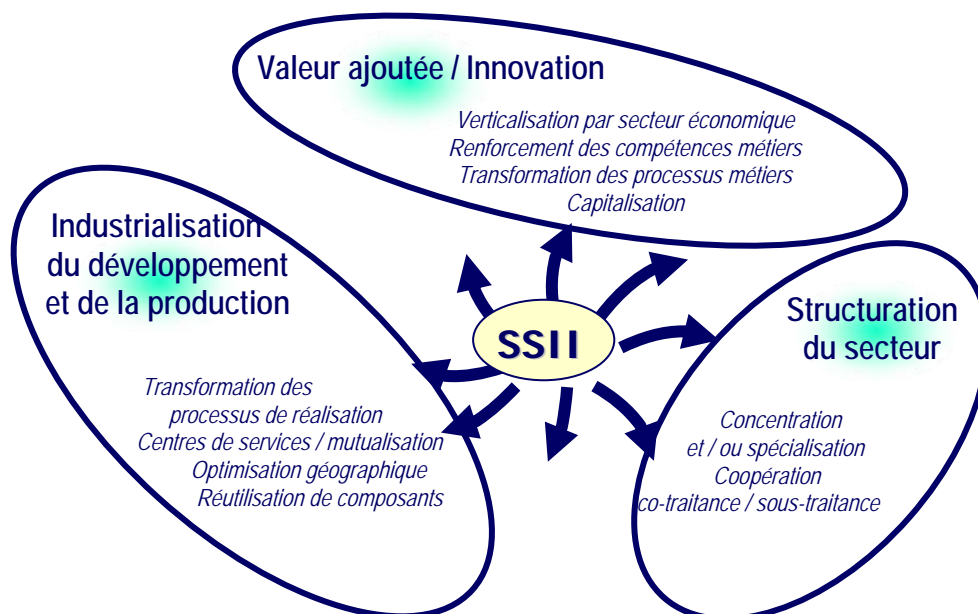 Valeur ajoutée / Innovation
Verticalisation par secteur économique
Renforcement des compétences métiers
Transformation des processus métiers
Capitalisation
Industrialisation
du développement
et de la production
Transformation des
processus de réalisation
Centres de services / mutualisation
Optimisation géographique
Réutilisation de composants
SSII
Structuration
du secteur
Concentration
et / ou spécialisation
Coopération
co-traitance / sous-traitance